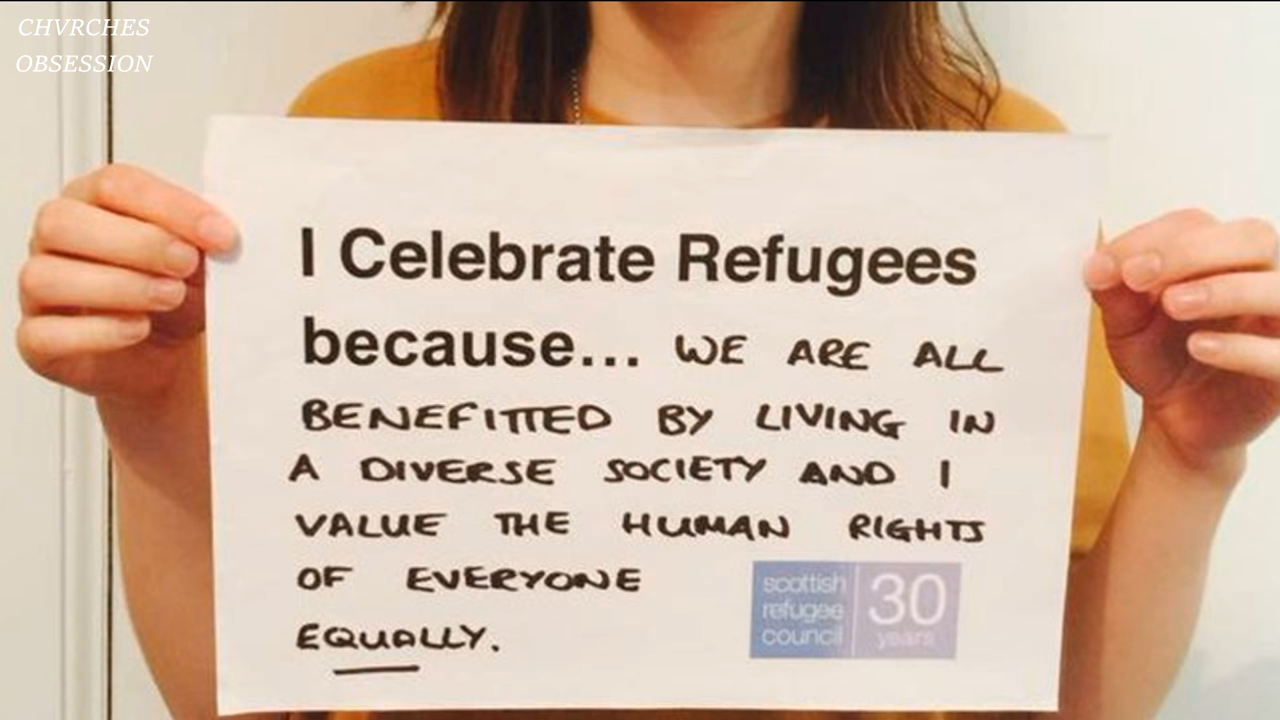 CHVRCHES
OBSESSION
I Celebrate Refugees
because... WE ARE ALL
BENEFITTED BY LIVING IN
A DIVERSE SOCIETY AND I
VALUE THE HUMAN RIGHTS
OF EVERYONE
EQUALLY.
scottish
refugee
council
30
years